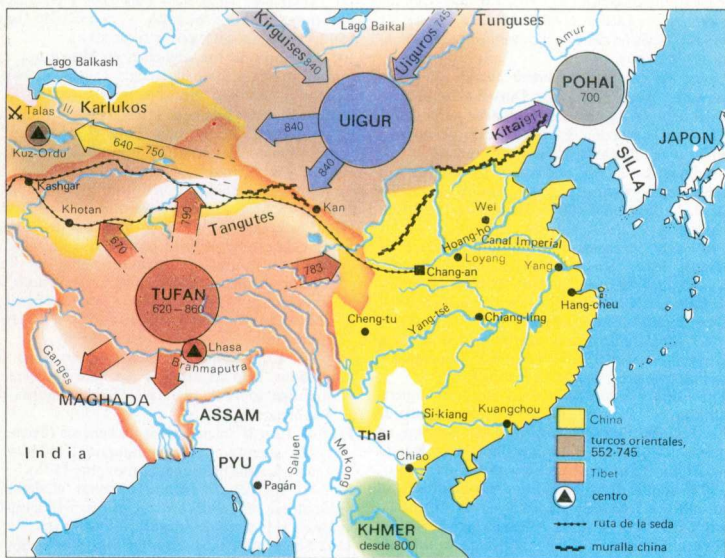 Lago Balkash
Kirguises 840
Lago Baikal
Uiguros 745
Tunguses
Amur
Talas
Karlukos
Kuz-Ordu
640–750
840
UIGUR
840
Kitai 917
POHAI
700
JAPON
SILLA
Kashgar
Khotan
670
790
Tangutes
Kan
783
TUFAN
620–860
Lhasa
Brahmaputra
Ganges
MAGHADA
India
ASSAM
PYU
Pagán
Saluen
Mekong
Wei
Hoang-ho
Canal Imperial
Loyang
Yang
Chang-an
Hang-cheu
Cheng-tu
Yang-tsé
Chiang-ling
Si-kiang
Kuangchou
Thai
Chiao
KHMER
desde 800
China
turcos orientales,
552-745
Tibet
centro
ruta de la seda
muralla china